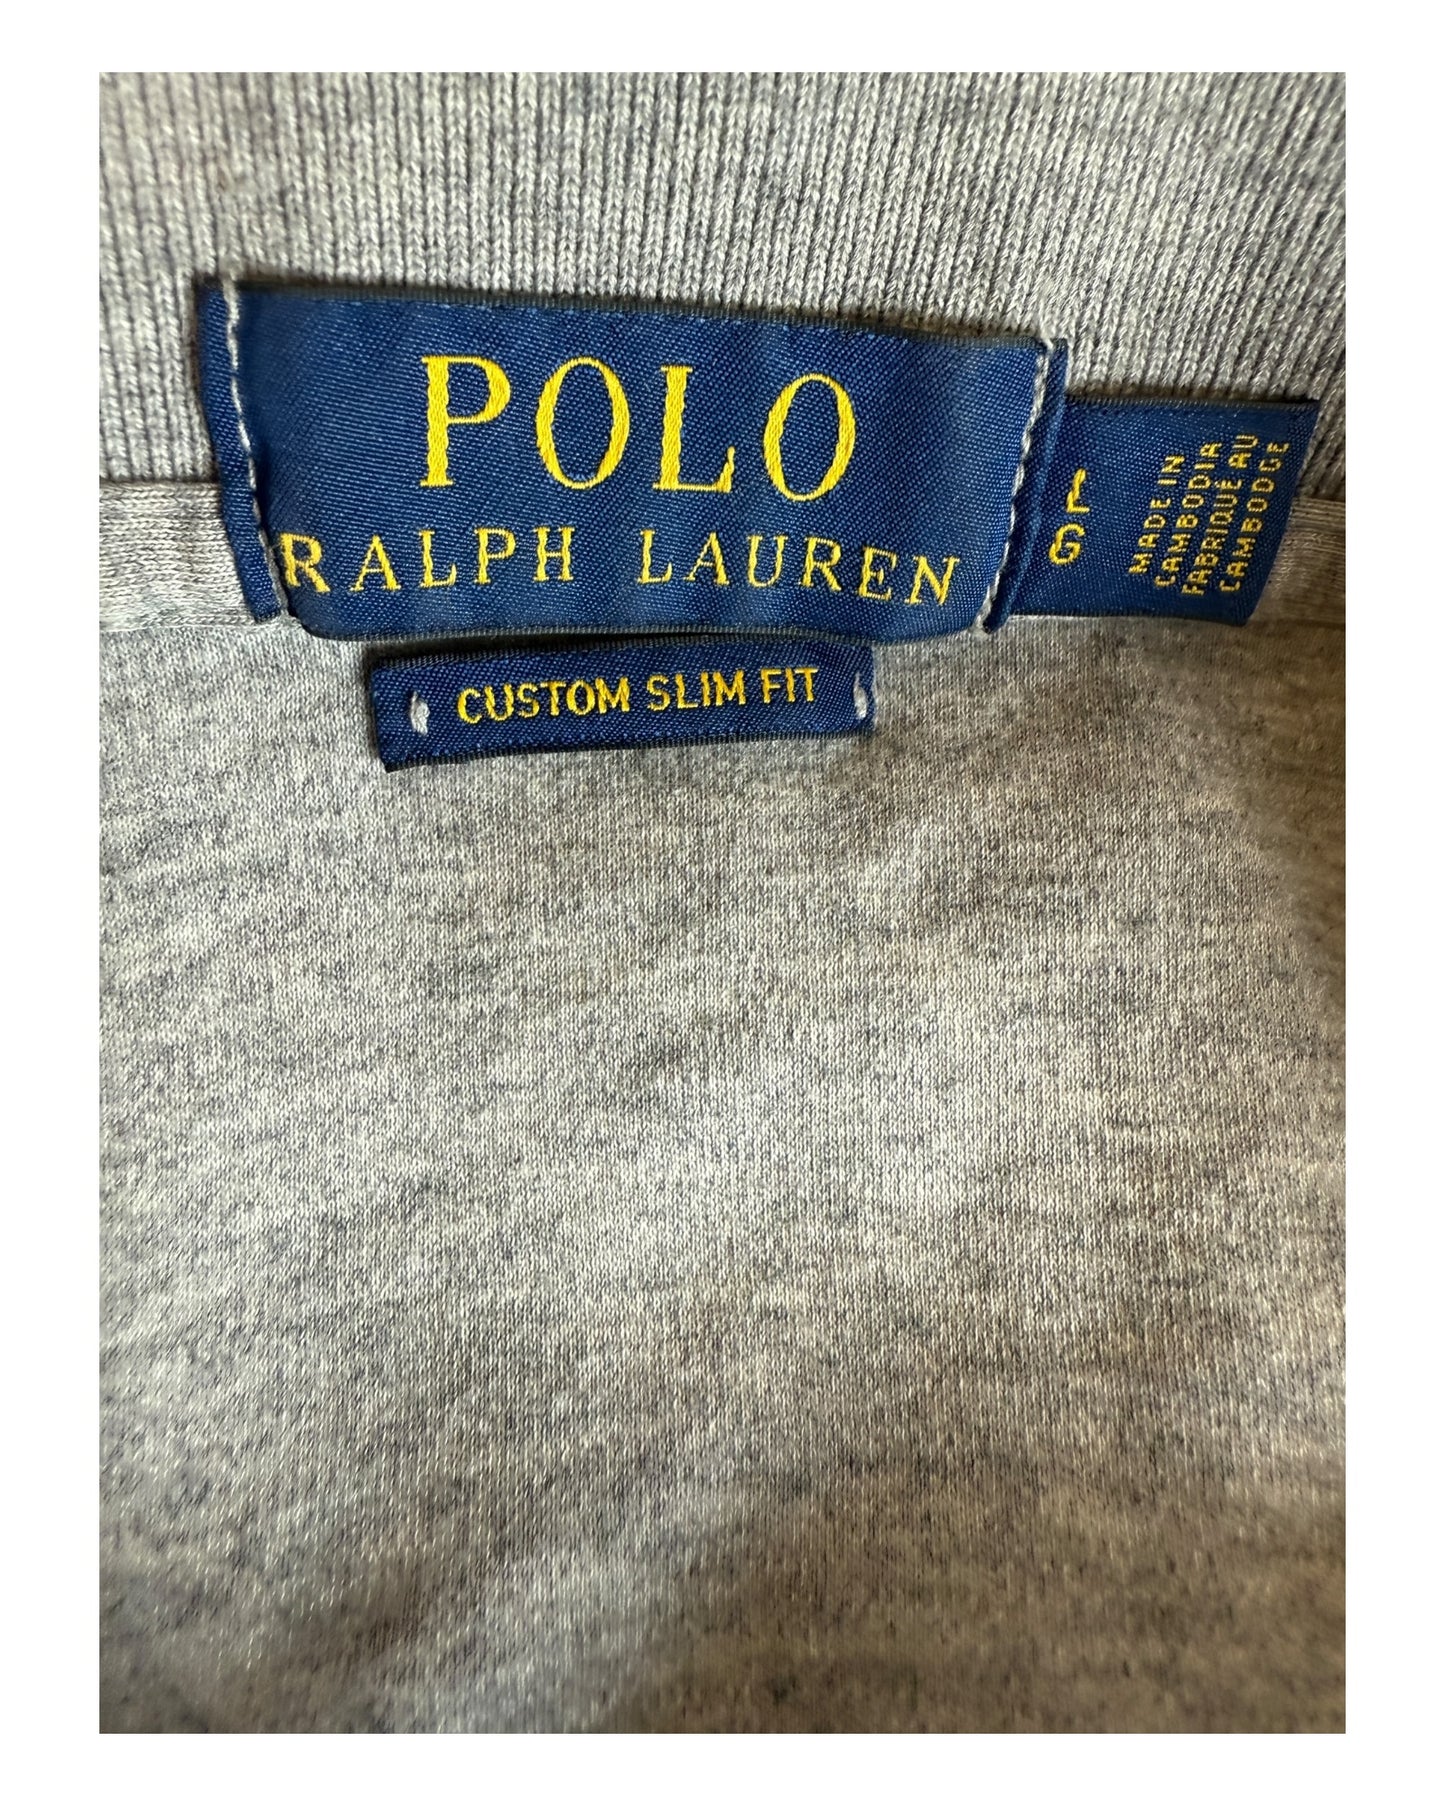 POLO
RALPH LAUREN
CUSTOM SLIM FIT
L
G
MADE IN
CAMBODIA
FABRIQUÉ AU
CAMBODGE